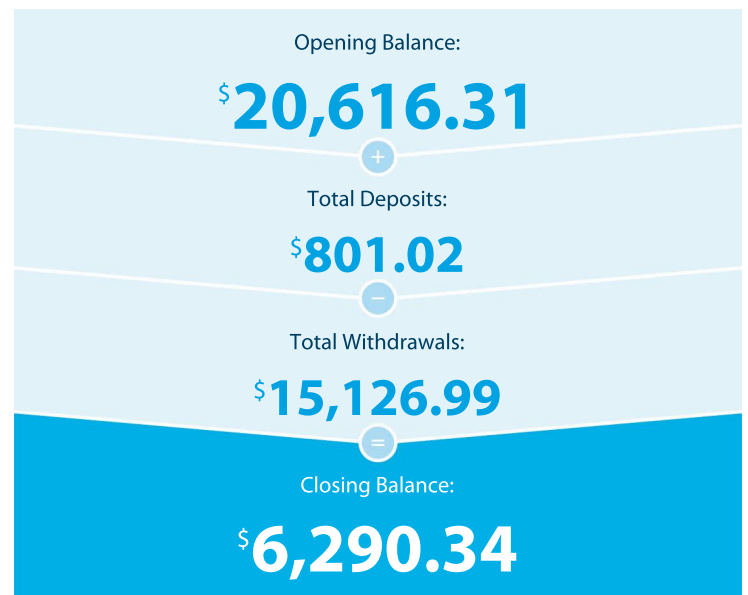 Opening Balance:
$20,616.31
+
Total Deposits:
$801.02
−
Total Withdrawals:
$15,126.99
=
Closing Balance:
$6,290.34